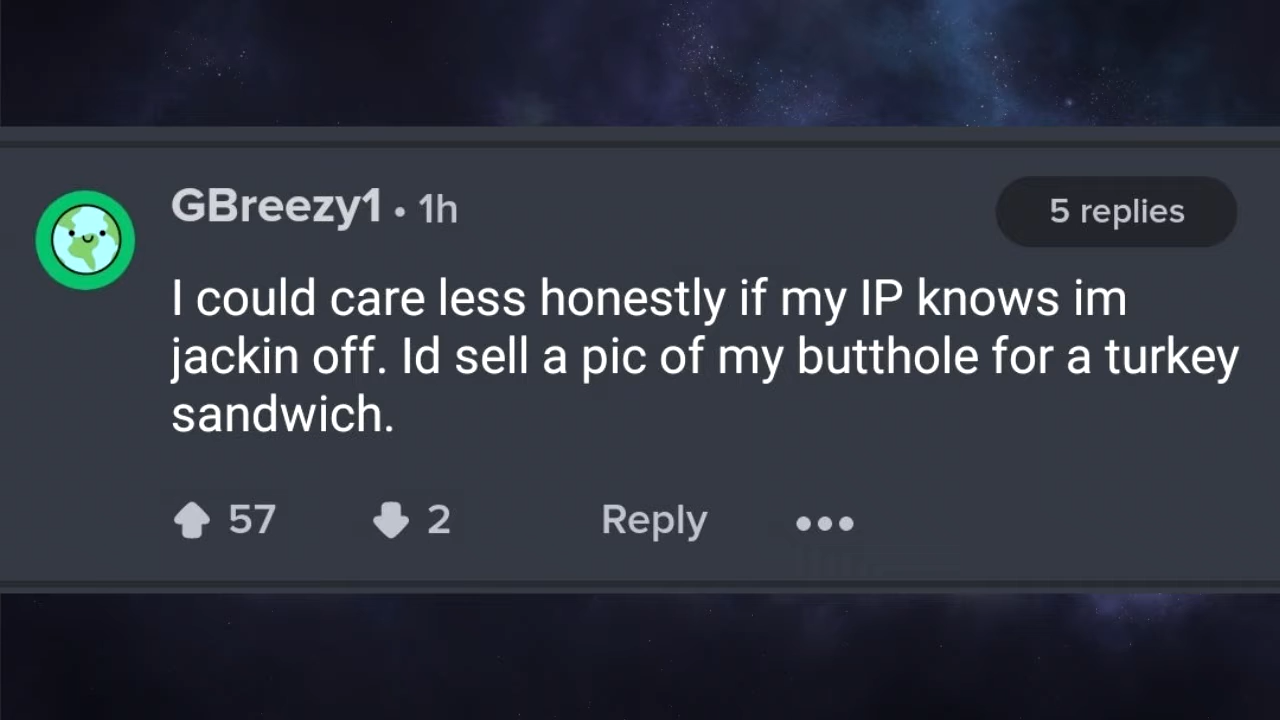 GBreezy1 • 1h
5 replies
I could care less honestly if my IP knows im
jackin off. Id sell a pic of my butthole for a turkey
sandwich.
57 2 Reply •••